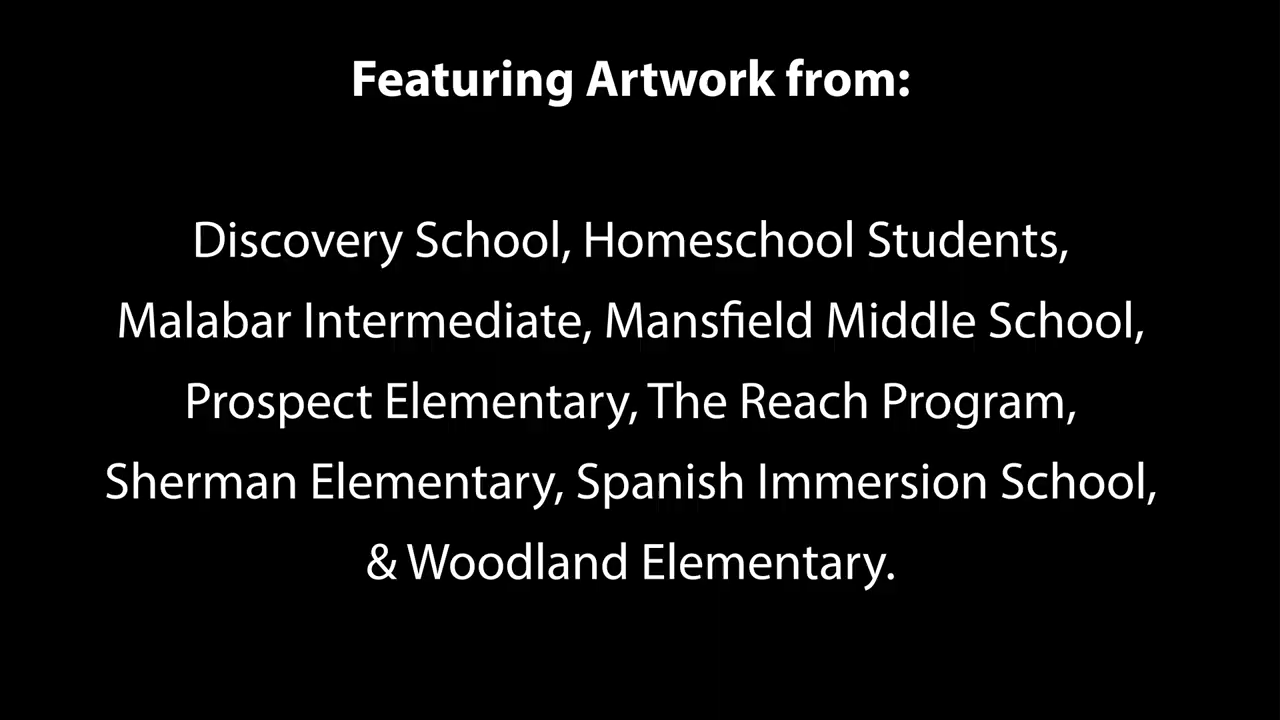 Featuring Artwork from:
Discovery School, Homeschool Students,
Malabar Intermediate, Mansfield Middle School,
Prospect Elementary, The Reach Program,
Sherman Elementary, Spanish Immersion School,
& Woodland Elementary.